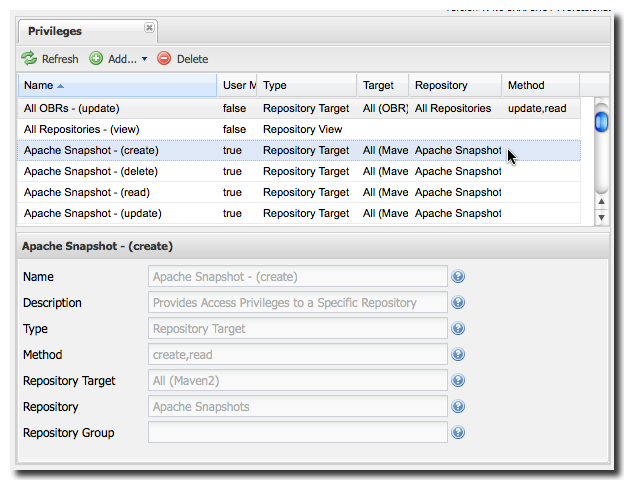 Privileges
Refresh Add... Delete
Name User M Type Target Repository Method
All OBRs - (update) false Repository Target All (OBR) All Repositories update,read
All Repositories - (view) false Repository View
Apache Snapshot - (create) true Repository Target All (Mave Apache Snapshot
Apache Snapshot - (delete) true Repository Target All (Mave Apache Snapshot
Apache Snapshot - (read) true Repository Target All (Mave Apache Snapshot
Apache Snapshot - (update) true Repository Target All (Mave Apache Snapshot
Apache Snapshot - (create)
Name Apache Snapshot - (create)
Description Provides Access Privileges to a Specific Repository
Type Repository Target
Method create,read
Repository Target All (Maven2)
Repository Apache Snapshots
Repository Group